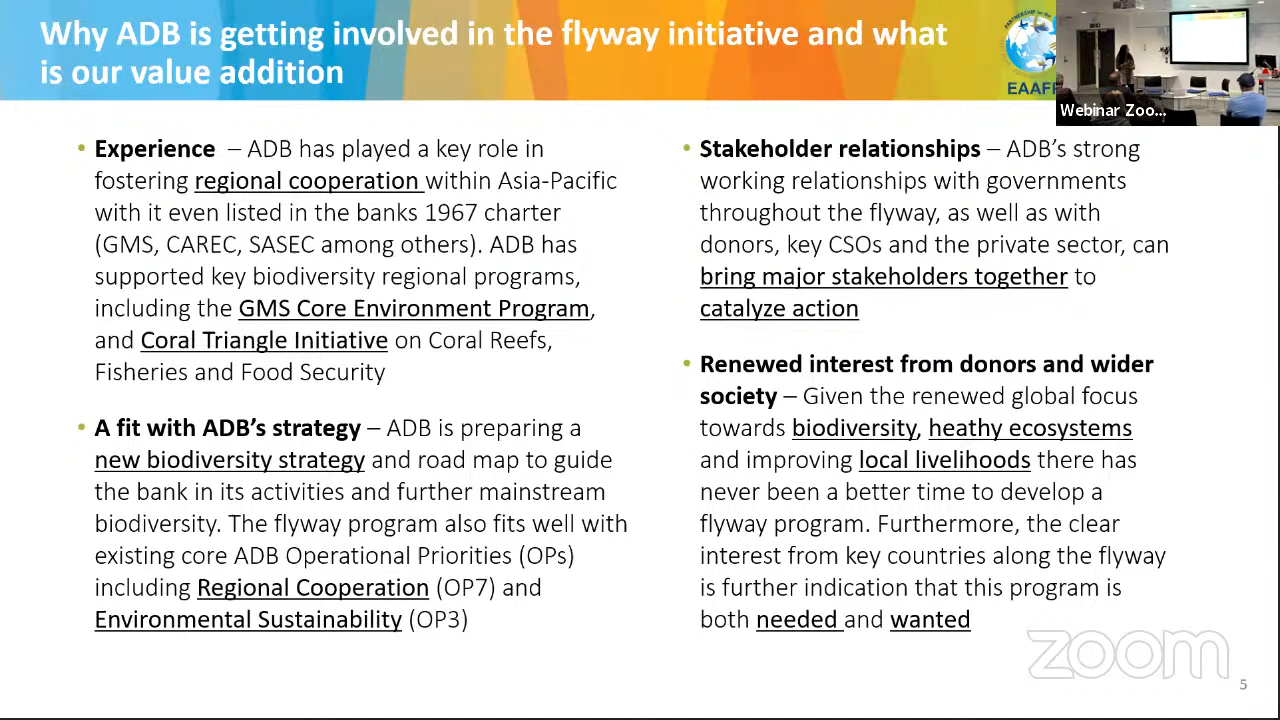 Why ADB is getting involved in the flyway initiative and what
is our value addition
EAAFP
Webinar Zoo...
• Experience – ADB has played a key role in
fostering regional cooperation within Asia-Pacific
with it even listed in the banks 1967 charter
(GMS, CAREC, SASEC among others). ADB has
supported key biodiversity regional programs,
including the GMS Core Environment Program,
and Coral Triangle Initiative on Coral Reefs,
Fisheries and Food Security
• A fit with ADB’s strategy – ADB is preparing a
new biodiversity strategy and road map to guide
the bank in its activities and further mainstream
biodiversity. The flyway program also fits well with
existing core ADB Operational Priorities (OPs)
including Regional Cooperation (OP7) and
Environmental Sustainability (OP3)
• Stakeholder relationships – ADB’s strong
working relationships with governments
throughout the flyway, as well as with
donors, key CSOs and the private sector, can
bring major stakeholders together to
catalyze action
• Renewed interest from donors and wider
society – Given the renewed global focus
towards biodiversity, heathy ecosystems
and improving local livelihoods there has
never been a better time to develop a
flyway program. Furthermore, the clear
interest from key countries along the flyway
is further indication that this program is
both needed and wanted
zoom
5